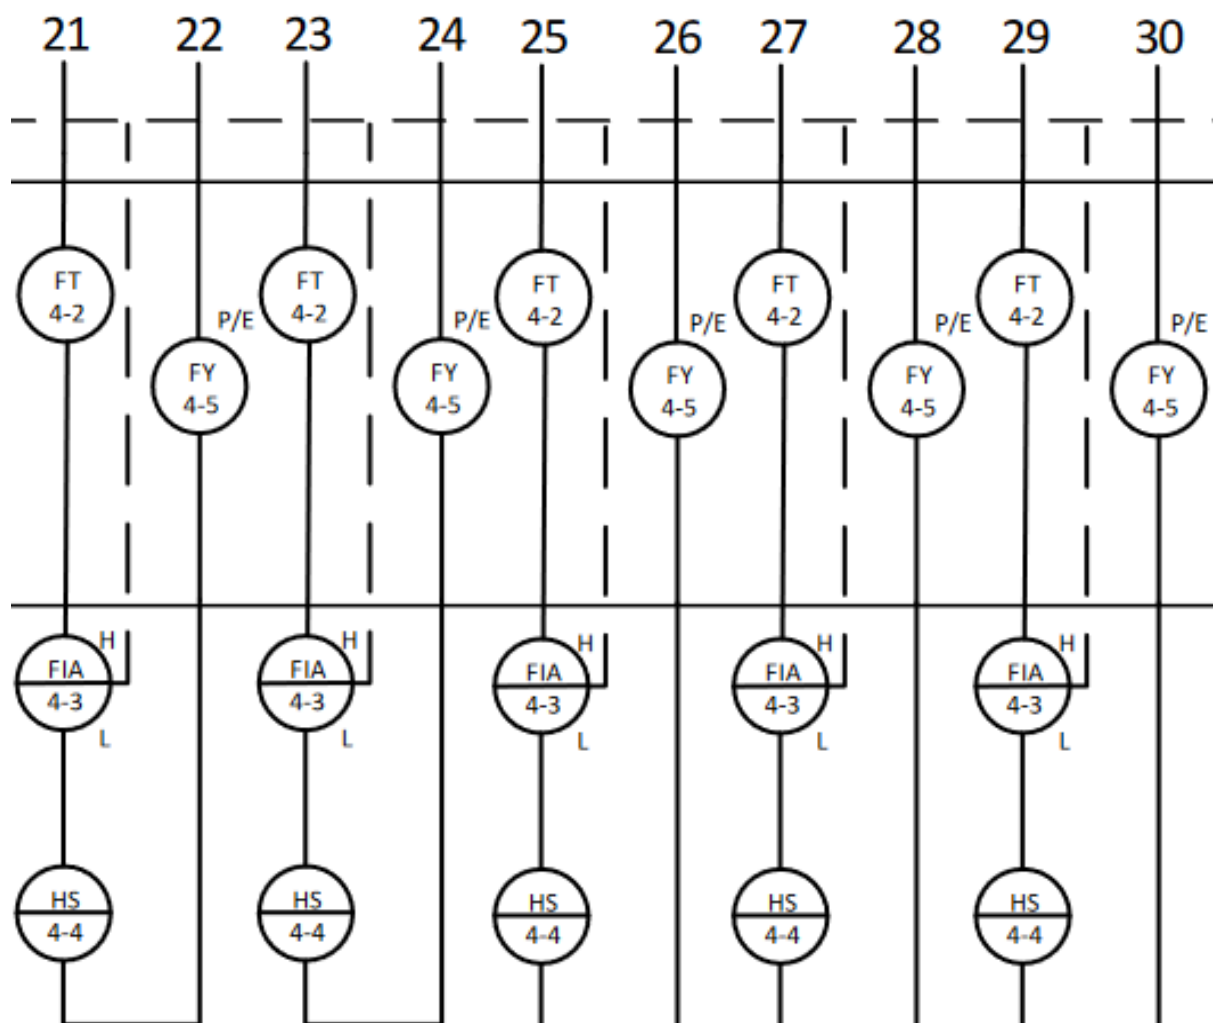 21 22 23 24 25 26 27 28 29 30
FT FT FT FT FT
4-2 4-2 4-2 4-2 4-2
P/E P/E P/E P/E P/E
FY FY FY FY FY
4-5 4-5 4-5 4-5 4-5
H H H H H
FIA FIA FIA FIA FIA
4-3 4-3 4-3 4-3 4-3
L L L L L
HS HS HS HS HS
4-4 4-4 4-4 4-4 4-4